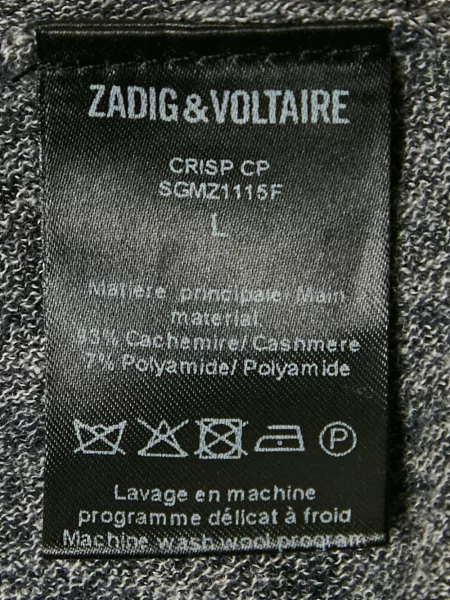 ZADIG&VOLTAIRE
CRISP CP
SGMZ1115F
L
Matière principale/ Main
material
93% Cachemire/ Cashmere
7% Polyamide/ Polyamide
P
Lavage en machine
programme délicat à froid
Machine wash wool program